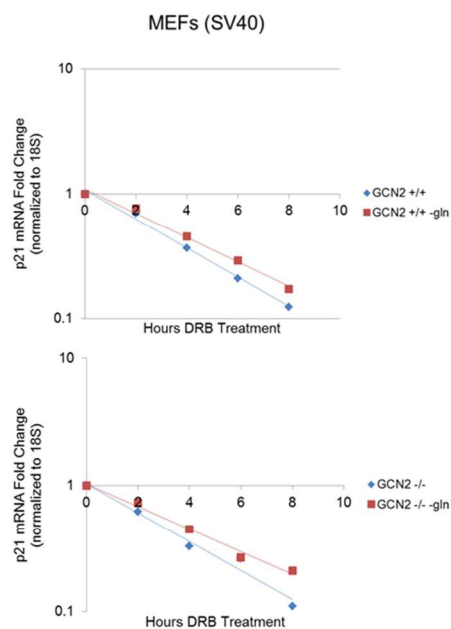 MEFs (SV40)
10
p21 mRNA Fold Change
(normalized to 18S)
1
0 2 4 6 8 10
0.1
Hours DRB Treatment
GCN2 +/+
GCN2 +/+ -gln
10
p21 mRNA Fold Change
(normalized to 18S)
1
0 2 4 6 8 10
0.1
Hours DRB Treatment
GCN2 -/-
GCN2 -/- -gln